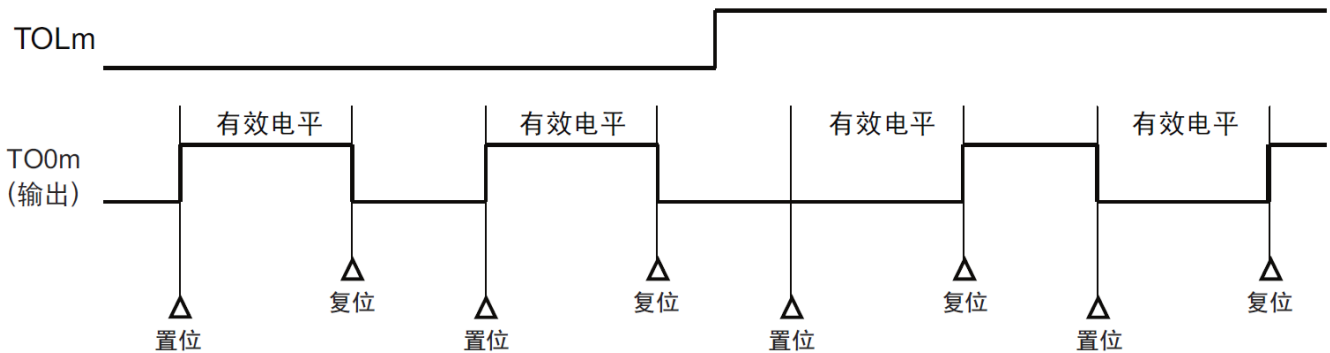 TOLm
有效电平 有效电平 有效电平 有效电平
TO0m
(输出)
复位 复位 复位 复位
置位 置位 置位 置位